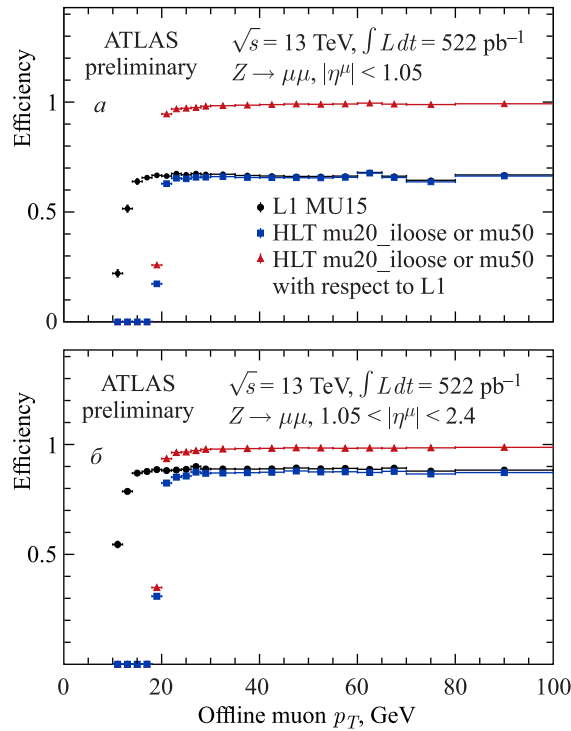 ATLAS
preliminary
√s = 13 TeV, ∫ L dt = 522 pb⁻¹
Z → μμ, |η^μ| < 1.05
а
Efficiency
1
0.5
0
L1 MU15
HLT mu20_iloose or mu50
HLT mu20_iloose or mu50
with respect to L1
ATLAS
preliminary
√s = 13 TeV, ∫ L dt = 522 pb⁻¹
Z → μμ, 1.05 < |η^μ| < 2.4
б
Efficiency
1
0.5
0 20 40 60 80 100
Offline muon p_T, GeV